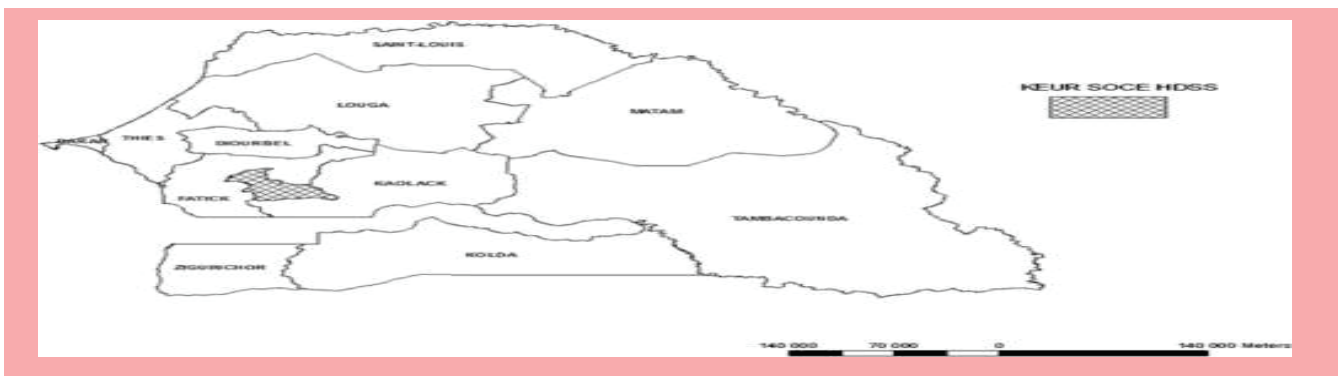 SAINT-LOUIS
KEUR SOCE HDSS
LOUGA
MATAM
DAKAR
THIES
DIOURBEL
KAOLACK
FATICK
TAMBACOUNDA
KOLDA
ZIGUINCHOR
140 000 70 000 0 140 000 Meters